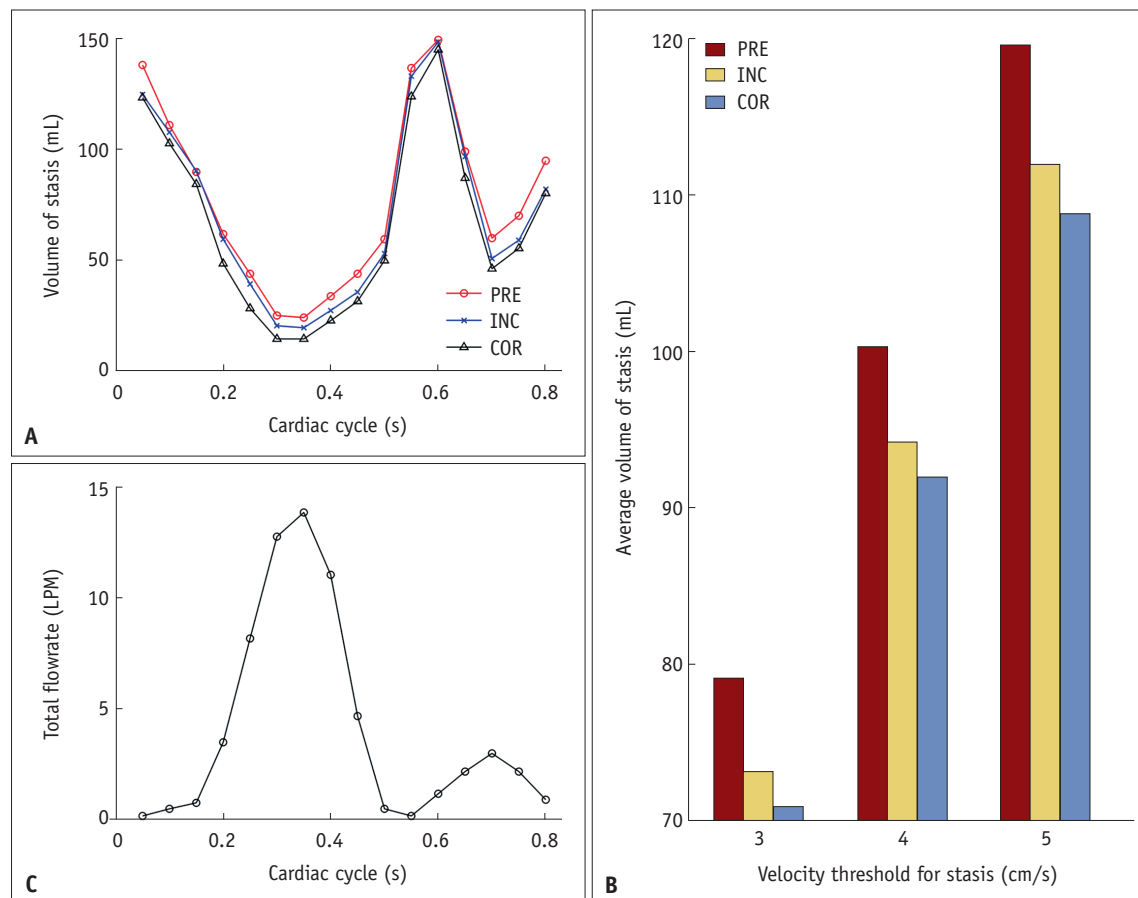 150
100
50
0
Volume of stasis (mL)
PRE
INC
COR
0 0.2 0.4 0.6 0.8
Cardiac cycle (s)
A
15
10
5
0
Total flowrate (LPM)
0 0.2 0.4 0.6 0.8
Cardiac cycle (s)
C
120
110
100
90
80
70
Average volume of stasis (mL)
PRE
INC
COR
3 4 5
Velocity threshold for stasis (cm/s)
B